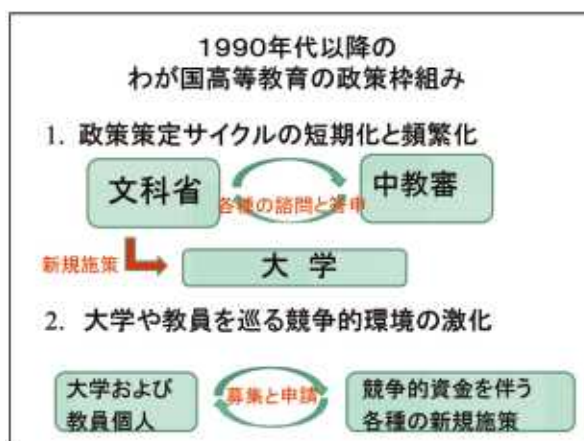 1990年代以降の
わが国高等教育の政策枠組み
1. 政策策定サイクルの短期化と頻繁化
文科省
各種の諮問と答申
中教審
新規施策
大 学
2. 大学や教員を巡る競争的環境の激化
大学および
教員個人
募集と申請
競争的資金を伴う
各種の新規施策